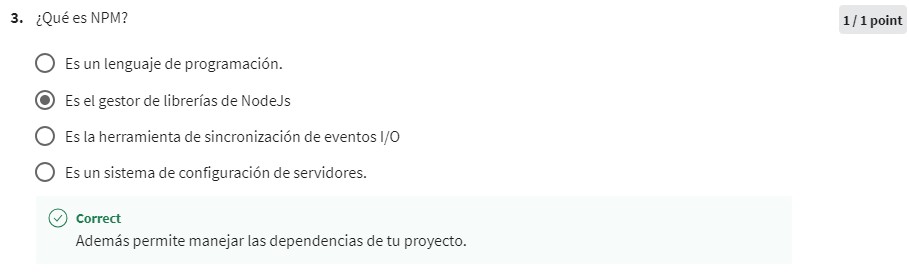 3. ¿Qué es NPM?
1 / 1 point
Es un lenguaje de programación.
Es el gestor de librerías de NodeJs
Es la herramienta de sincronización de eventos I/O
Es un sistema de configuración de servidores.
Correct
Además permite manejar las dependencias de tu proyecto.